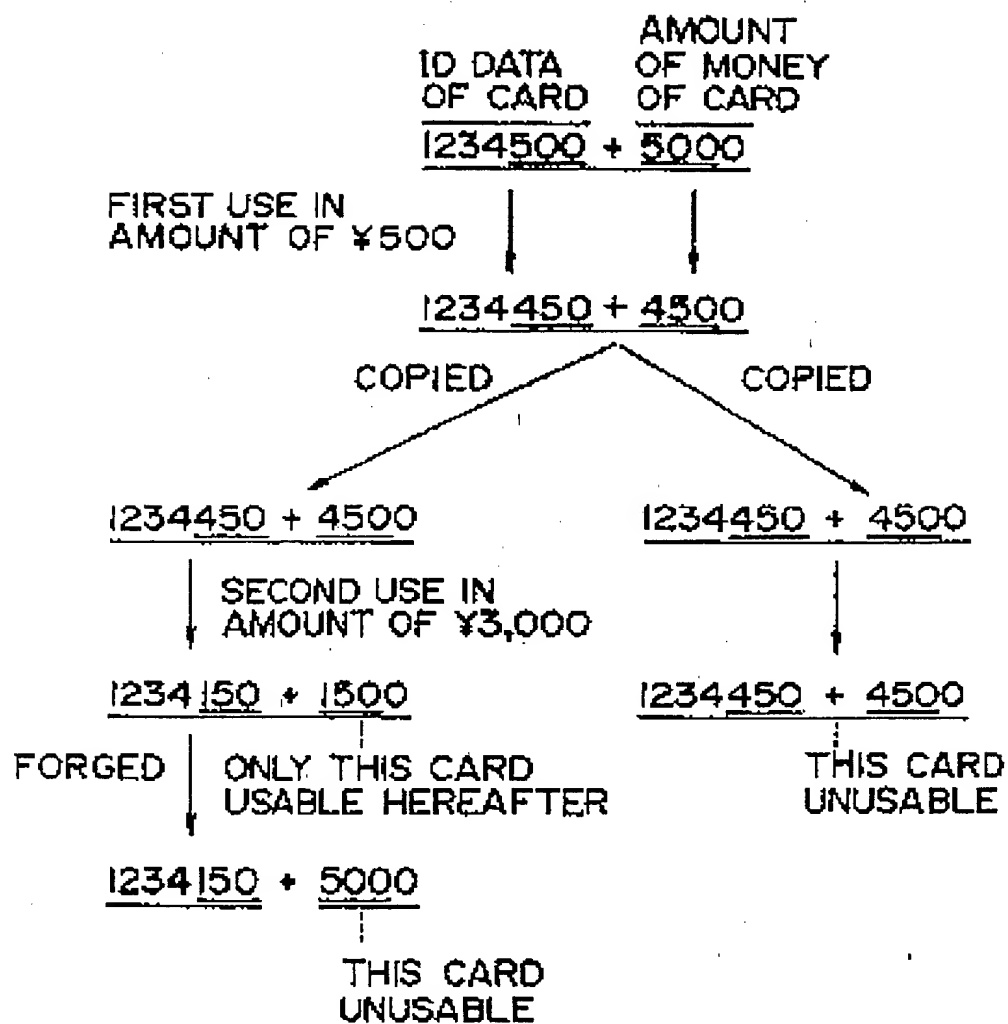 ID DATA
OF CARD
AMOUNT
OF MONEY
OF CARD
1234500 + 5000
FIRST USE IN
AMOUNT OF ¥500
1234450 + 4500
COPIED
COPIED
1234450 + 4500
1234450 + 4500
SECOND USE IN
AMOUNT OF ¥3,000
1234150 + 1500
1234450 + 4500
FORGED
ONLY THIS CARD
USABLE HEREAFTER
THIS CARD
UNUSABLE
1234150 + 5000
THIS CARD
UNUSABLE